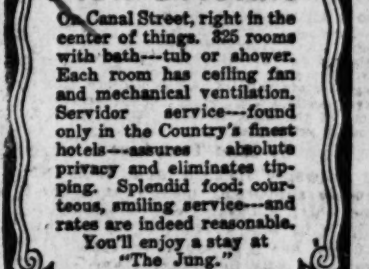 On Canal Street, right in the
center of things. 325 rooms
with bath---tub or shower.
Each room has ceiling fan
and mechanical ventilation.
Servidor service---found
only in the Country's finest
hotels---assures absolute
privacy and eliminates tip-
ping. Splendid food; cour-
teous, smiling service---and
rates are indeed reasonable.
You'll enjoy a stay at
"The Jung."